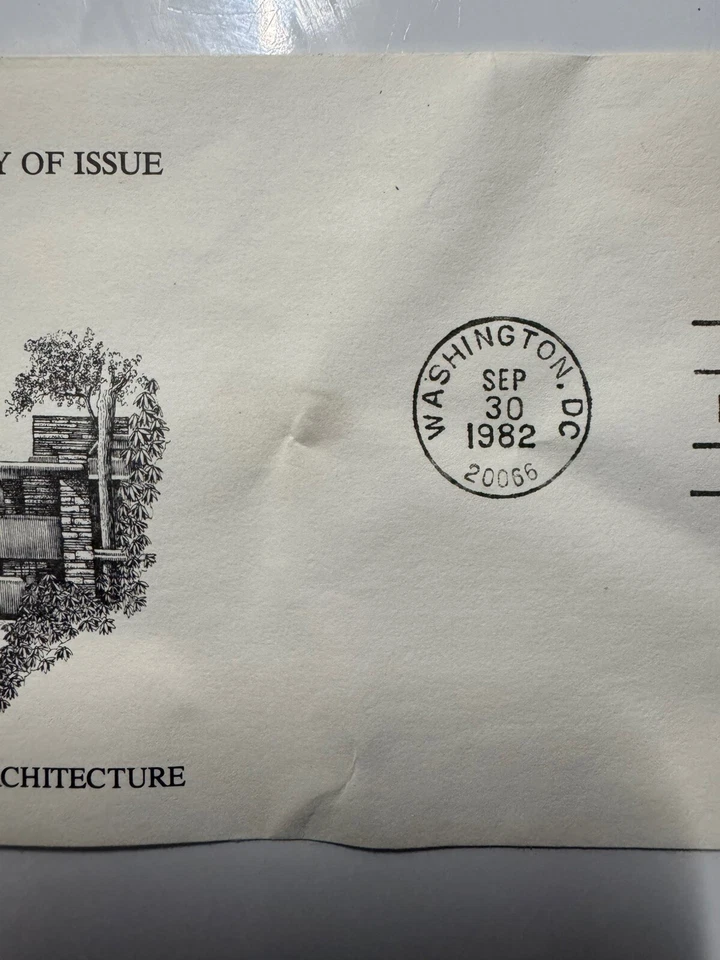 Y OF ISSUE
WASHINGTON, DC
SEP
30
1982
20066
CHITECTURE